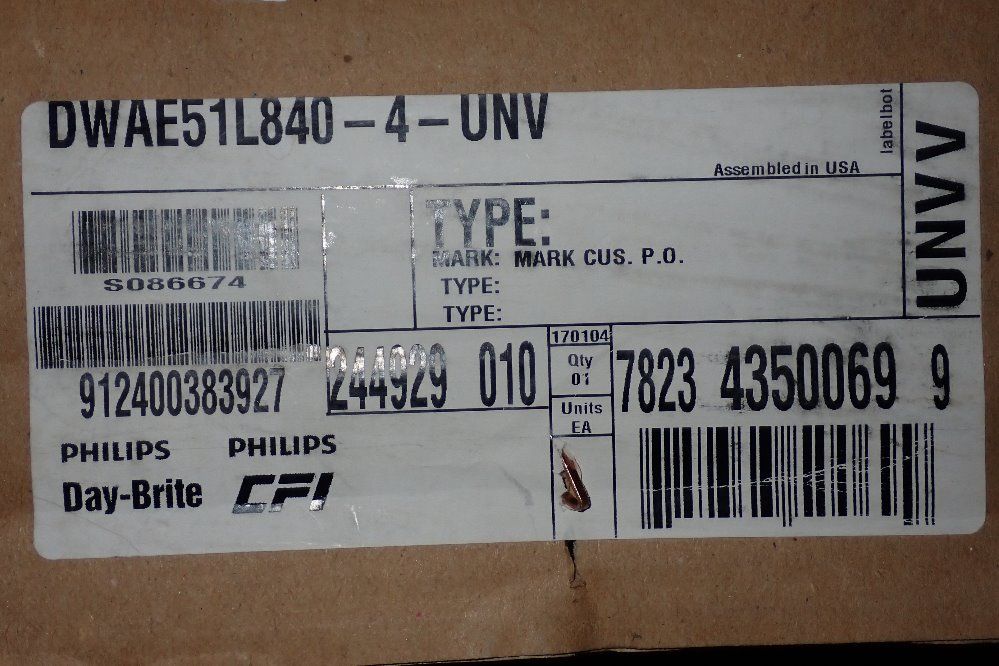 DWAE51L840-4-UNV
labelbot
Assembled in USA
UNVV
TYPE:
MARK: MARK CUS. P.O.
TYPE:
TYPE:
S086674
912400383927
244929 010
170104
Qty
01
Units
EA
7823 4350069 9
PHILIPS PHILIPS
Day-Brite CFI